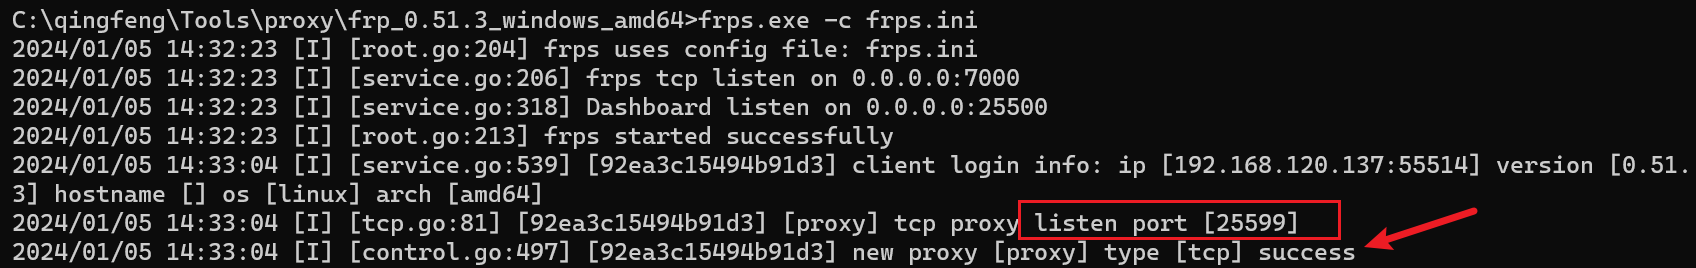 C:\qingfeng\Tools\proxy\frp_0.51.3_windows_amd64>frps.exe -c frps.ini
2024/01/05 14:32:23 [I] [root.go:204] frps uses config file: frps.ini
2024/01/05 14:32:23 [I] [service.go:206] frps tcp listen on 0.0.0.0:7000
2024/01/05 14:32:23 [I] [service.go:318] Dashboard listen on 0.0.0.0:25500
2024/01/05 14:32:23 [I] [root.go:213] frps started successfully
2024/01/05 14:33:04 [I] [service.go:539] [92ea3c15494b91d3] client login info: ip [192.168.120.137:55514] version [0.51.
3] hostname [] os [linux] arch [amd64]
2024/01/05 14:33:04 [I] [tcp.go:81] [92ea3c15494b91d3] [proxy] tcp proxy listen port [25599]
2024/01/05 14:33:04 [I] [control.go:497] [92ea3c15494b91d3] new proxy [proxy] type [tcp] success